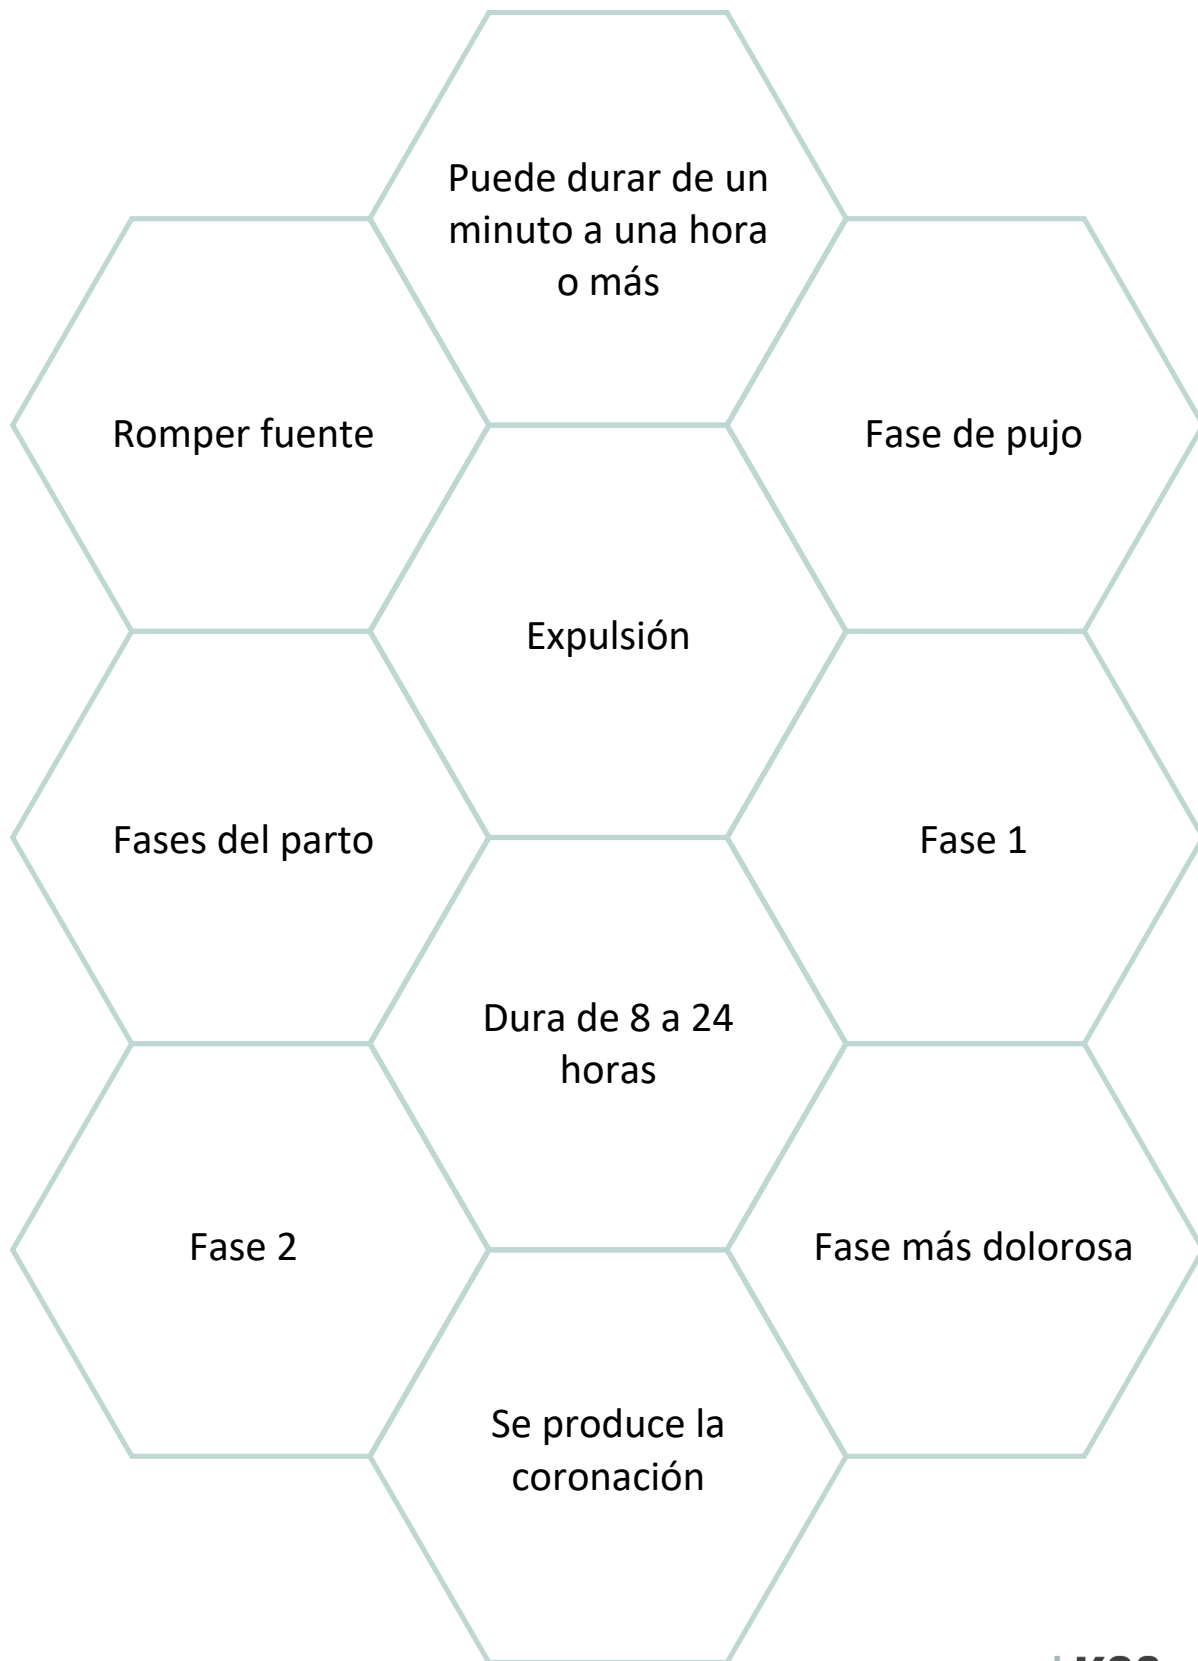 Puede durar de un
minuto a una hora
o más
Romper fuente
Fase de pujo
Expulsión
Fases del parto
Fase 1
Dura de 8 a 24
horas
Fase 2
Fase más dolorosa
Se produce la
coronación